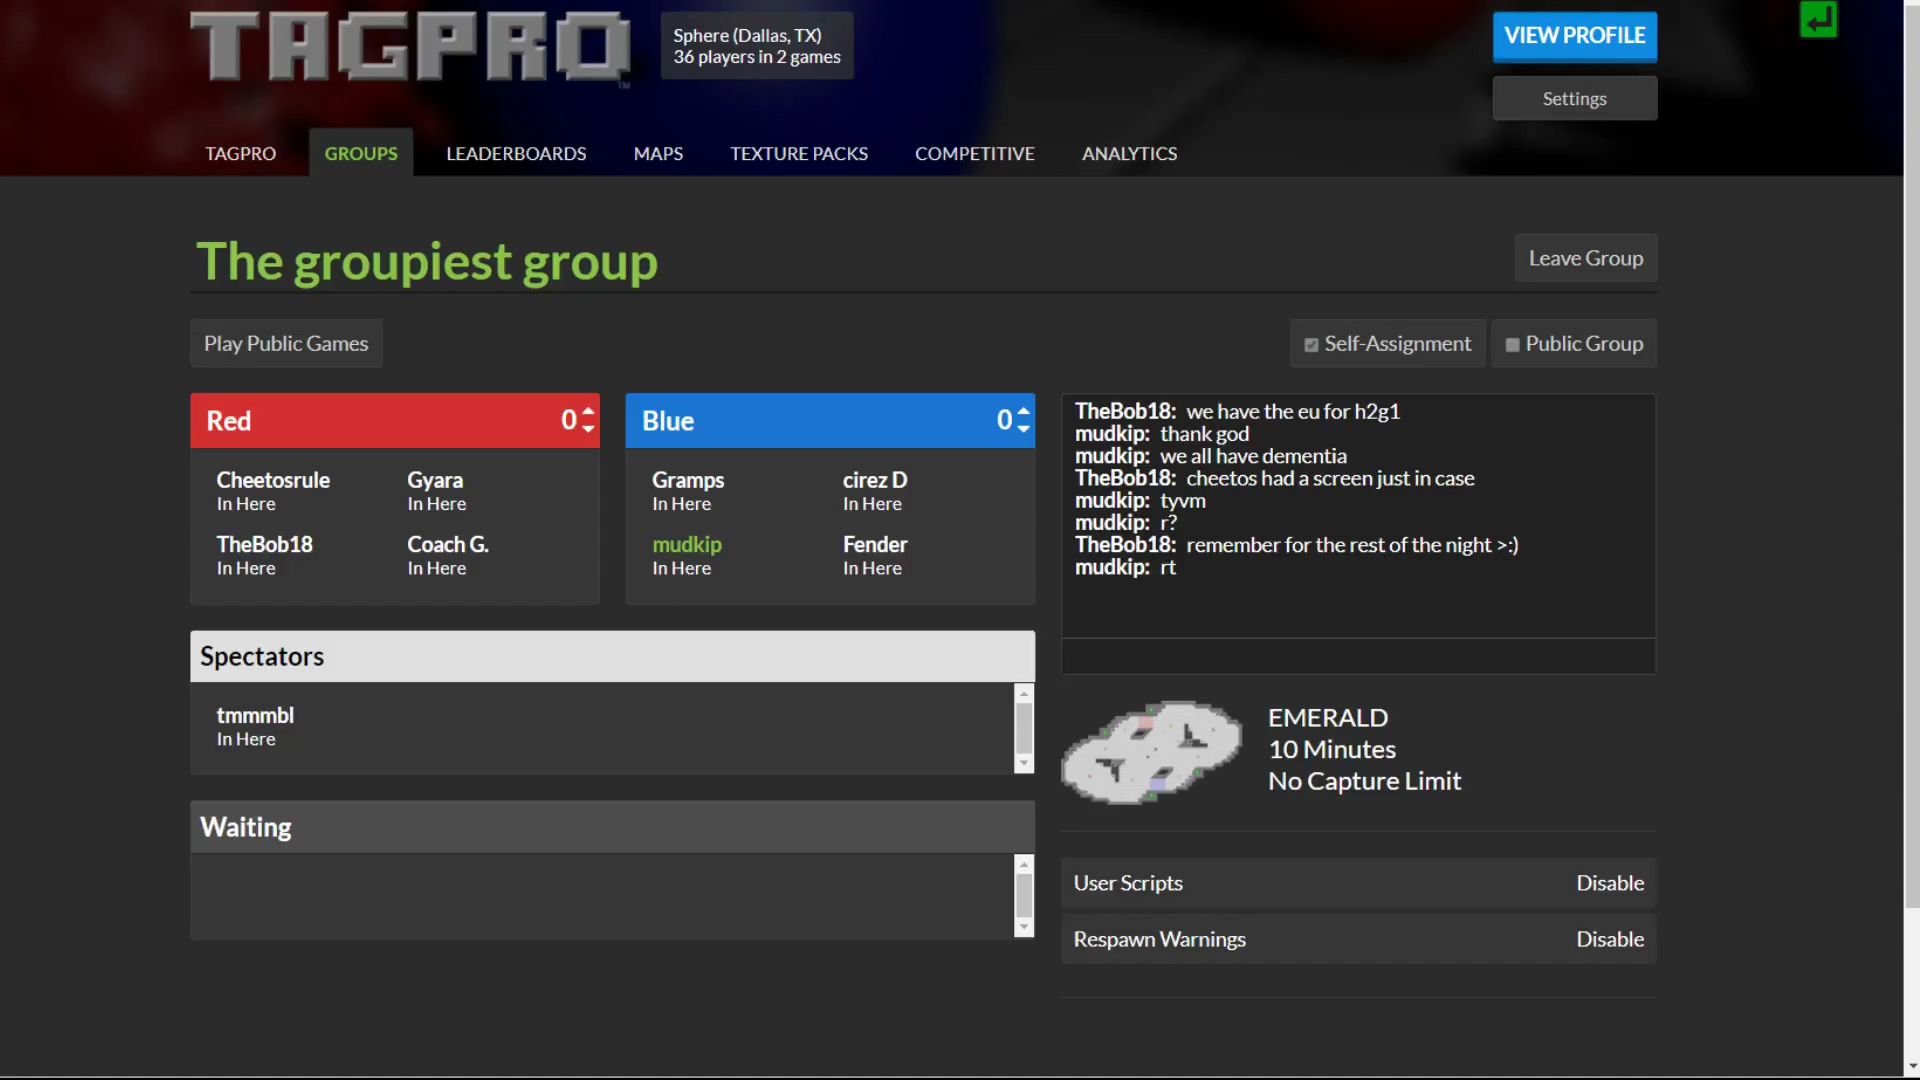 TAGPRO
TM
Sphere (Dallas, TX)
36 players in 2 games
VIEW PROFILE
Settings
TAGPRO
GROUPS
LEADERBOARDS
MAPS
TEXTURE PACKS
COMPETITIVE
ANALYTICS
The groupiest group
Leave Group
Play Public Games
Self-Assignment
Public Group
Red
0
Cheetosrule
In Here
Gyara
In Here
TheBob18
In Here
Coach G.
In Here
Blue
0
Gramps
In Here
cirez D
In Here
mudkip
In Here
Fender
In Here
TheBob18: we have the eu for h2g1
mudkip: thank god
mudkip: we all have dementia
TheBob18: cheetos had a screen just in case
mudkip: tyvm
mudkip: r?
TheBob18: remember for the rest of the night >:)
mudkip: rt
Spectators
tmmmbl
In Here
Waiting
EMERALD
10 Minutes
No Capture Limit
User Scripts
Disable
Respawn Warnings
Disable